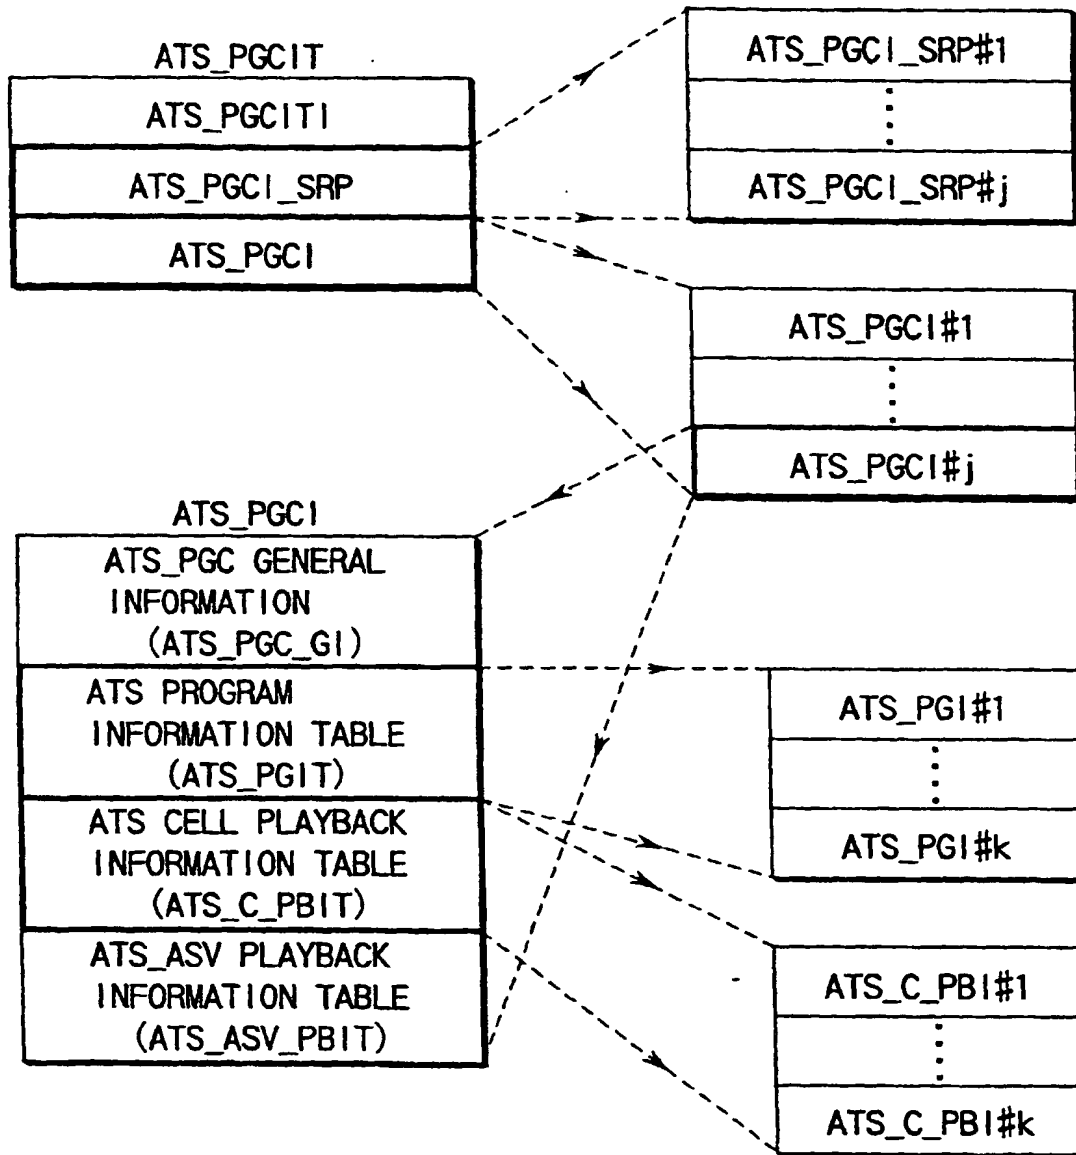 ATS_PGCIT
ATS_PGCITI
ATS_PGCI_SRP
ATS_PGCI
ATS_PGCI_SRP#1
ATS_PGCI_SRP#j
ATS_PGCI#1
ATS_PGCI#j
ATS_PGCI
ATS_PGC GENERAL
INFORMATION
(ATS_PGC_GI)
ATS PROGRAM
INFORMATION TABLE
(ATS_PGIT)
ATS CELL PLAYBACK
INFORMATION TABLE
(ATS_C_PBIT)
ATS_ASV PLAYBACK
INFORMATION TABLE
(ATS_ASV_PBIT)
ATS_PGI#1
ATS_PGI#k
ATS_C_PBI#1
ATS_C_PBI#k